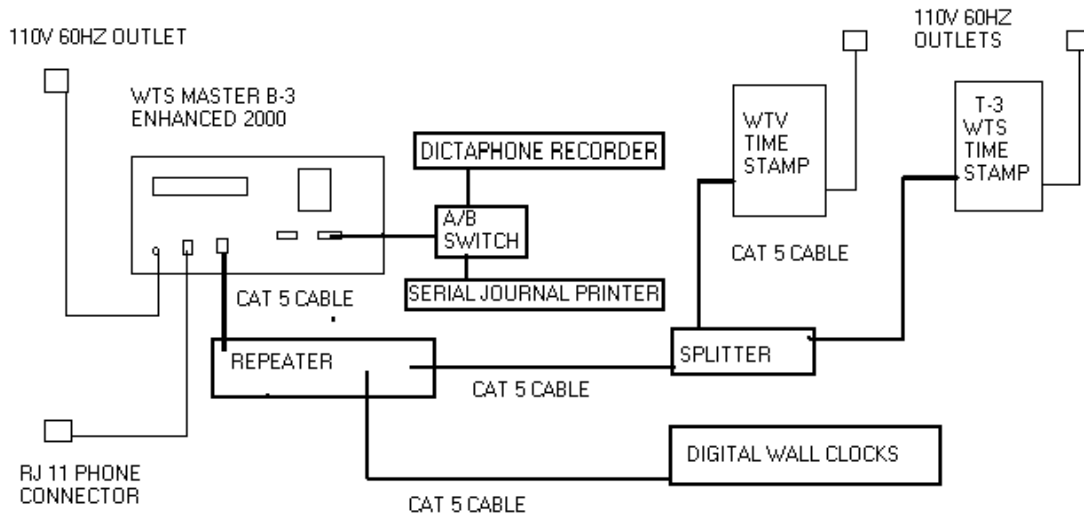 110V 60HZ OUTLET
110V 60HZ
OUTLETS
WTS MASTER B-3
ENHANCED 2000
DICTAPHONE RECORDER
A/B
SWITCH
SERIAL JOURNAL PRINTER
WTV
TIME
STAMP
T-3
WTS
TIME
STAMP
CAT 5 CABLE
CAT 5 CABLE
REPEATER
SPLITTER
CAT 5 CABLE
DIGITAL WALL CLOCKS
RJ 11 PHONE
CONNECTOR
CAT 5 CABLE